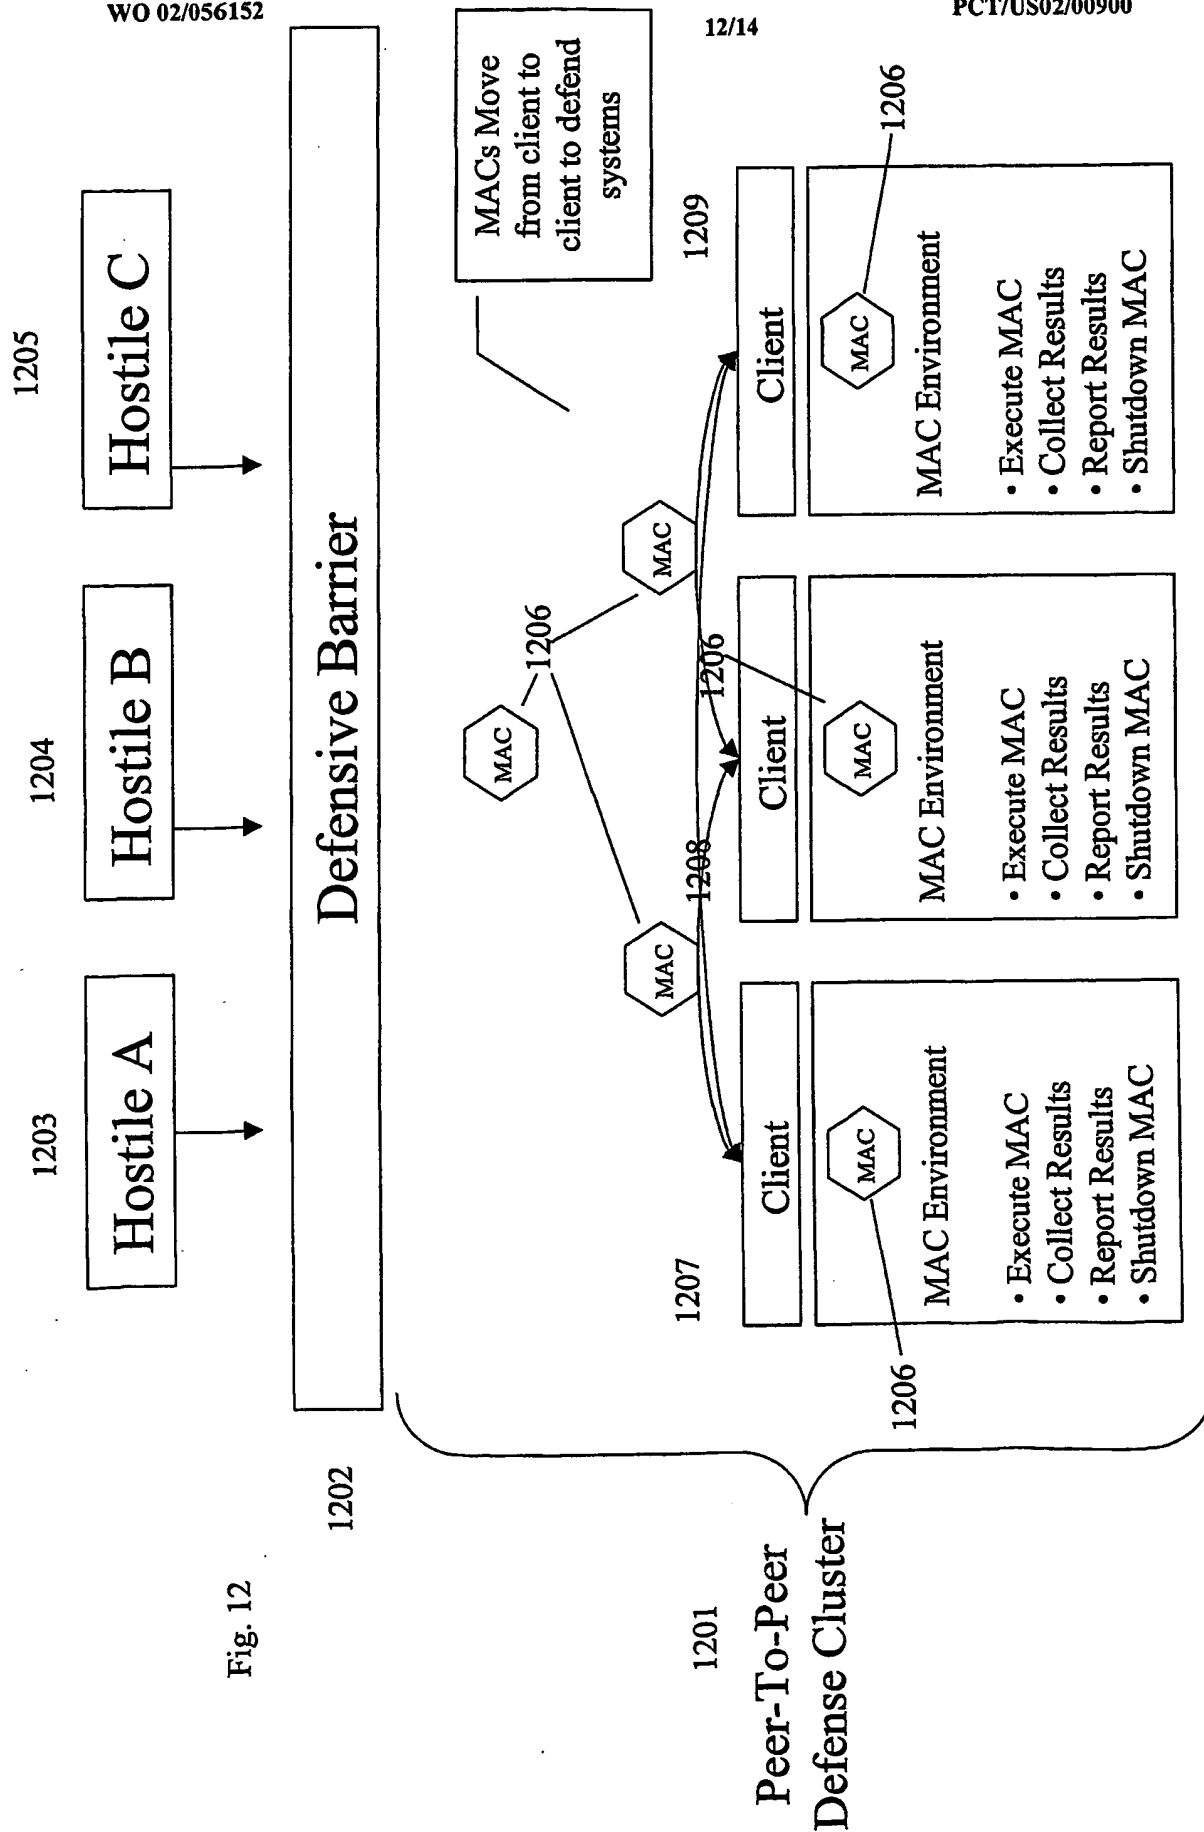 WO 02/056152
12/14
PCT/US02/00900
Fig. 12
1203
1204
1205
Hostile A
Hostile B
Hostile C
1202
Defensive Barrier
MACs Move
from client to
client to defend
systems
1206
MAC
MAC
MAC
1201
Peer-To-Peer
Defense Cluster
1207
1208
1206
1209
Client
Client
Client
1206
MAC
MAC Environment
• Execute MAC
• Collect Results
• Report Results
• Shutdown MAC
MAC
MAC Environment
• Execute MAC
• Collect Results
• Report Results
• Shutdown MAC
1206
MAC
MAC Environment
• Execute MAC
• Collect Results
• Report Results
• Shutdown MAC